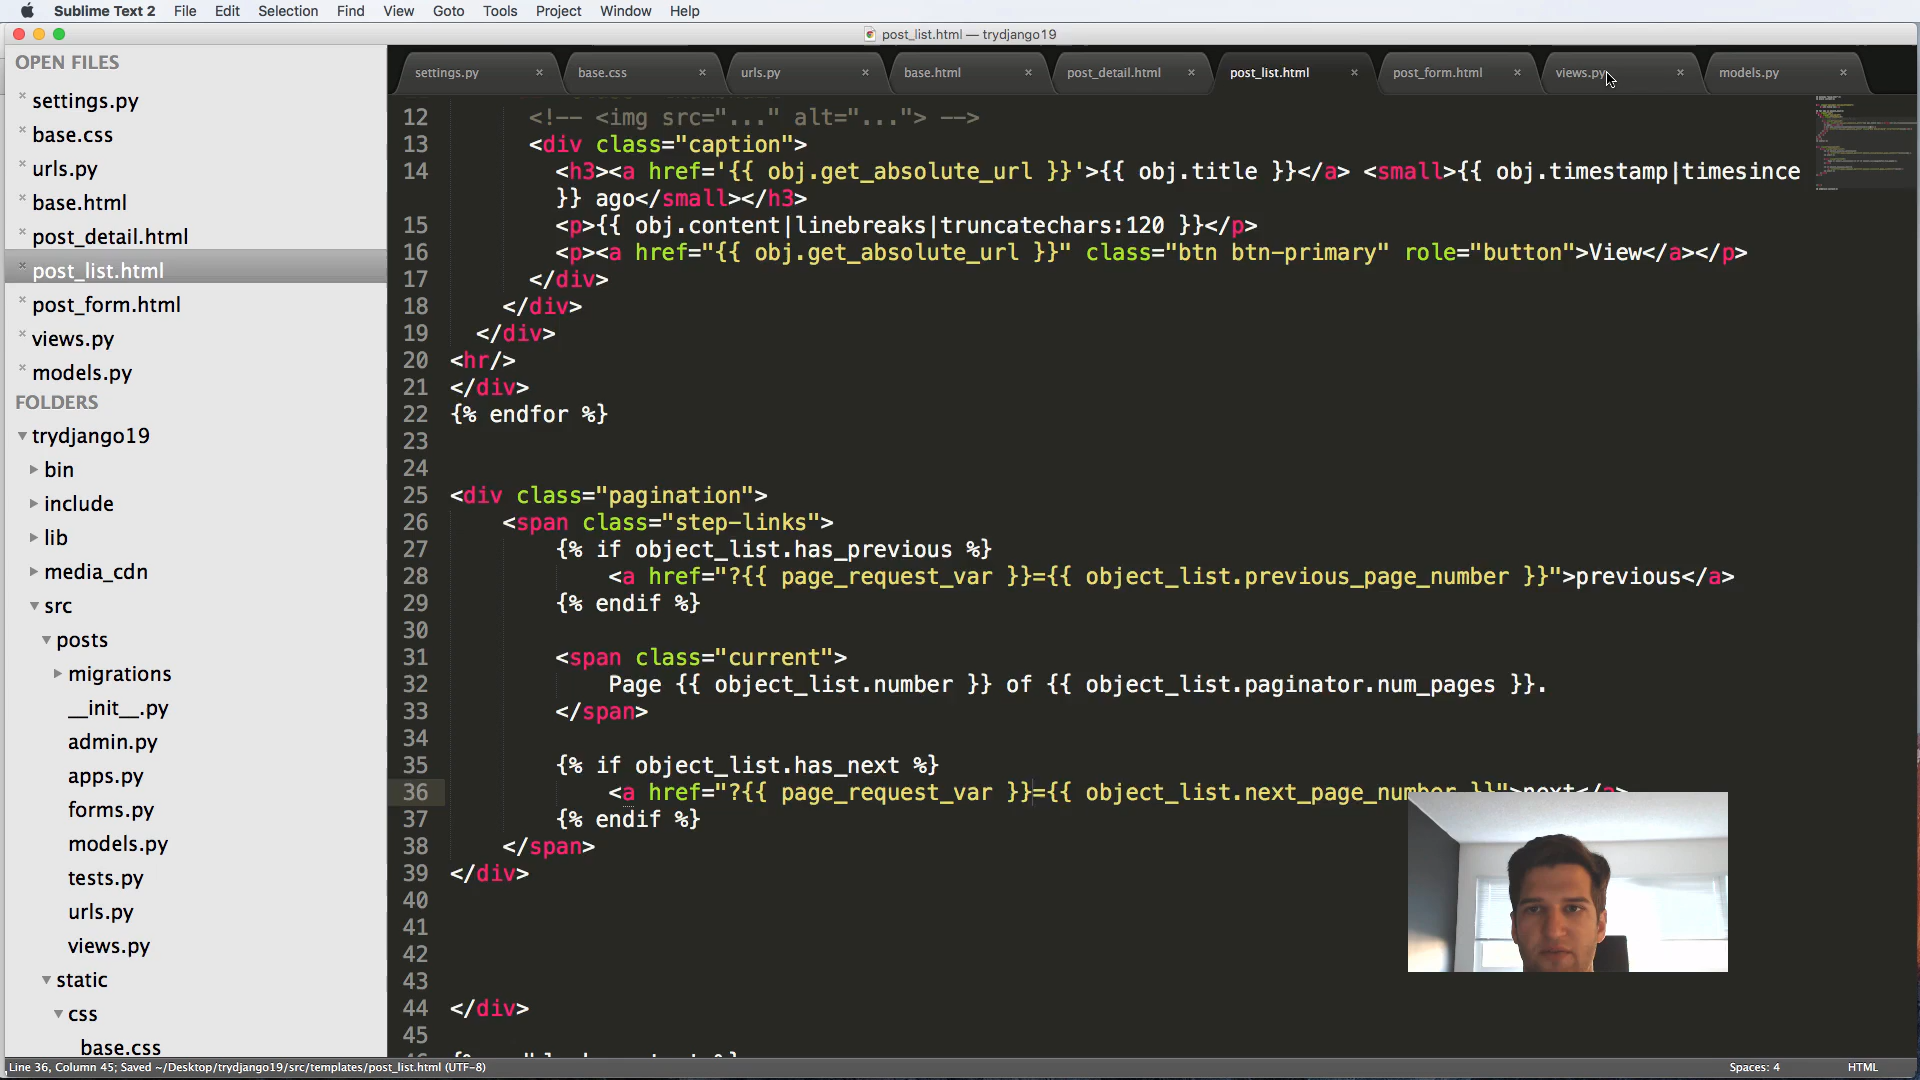 Sublime Text 2 File Edit Selection Find View Goto Tools Project Window Help
post_list.html — trydjango19
OPEN FILES
settings.py
base.css
urls.py
base.html
post_detail.html
post_list.html
post_form.html
views.py
models.py
FOLDERS
trydjango19
bin
include
lib
media_cdn
src
posts
migrations
__init__.py
admin.py
apps.py
forms.py
models.py
tests.py
urls.py
views.py
static
css
base.css
settings.py base.css urls.py base.html post_detail.html post_list.html post_form.html views.py models.py
12 <!-- <img src="..." alt="..."> -->
13 <div class="caption">
14 <h3><a href='{{ obj.get_absolute_url }}'>{{ obj.title }}</a> <small>{{ obj.timestamp|timesince
}} ago</small></h3>
15 <p>{{ obj.content|linebreaks|truncatechars:120 }}</p>
16 <p><a href="{{ obj.get_absolute_url }}" class="btn btn-primary" role="button">View</a></p>
17 </div>
18 </div>
19 </div>
20 <hr/>
21 </div>
22 {% endfor %}
23
24
25 <div class="pagination">
26 <span class="step-links">
27 {% if object_list.has_previous %}
28 <a href="?{{ page_request_var }}={{ object_list.previous_page_number }}">previous</a>
29 {% endif %}
30
31 <span class="current">
32 Page {{ object_list.number }} of {{ object_list.paginator.num_pages }}.
33 </span>
34
35 {% if object_list.has_next %}
36 <a href="?{{ page_request_var }}={{ object_list.next_page_number }}">next</a>
37 {% endif %}
38 </span>
39 </div>
40
41
42
43
44 </div>
45
Line 36, Column 45; Saved ~/Desktop/trydjango19/src/templates/post_list.html (UTF-8) Spaces: 4 HTML